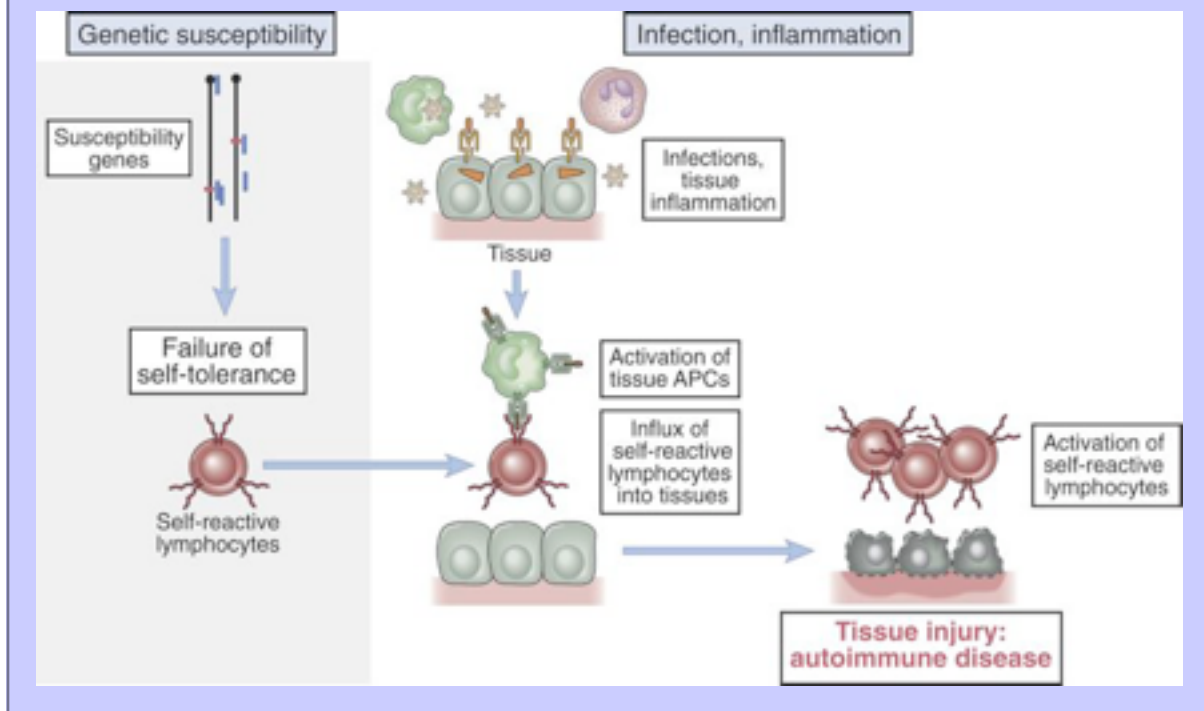 Genetic susceptibility
Infection, inflammation
Susceptibility
genes
Infections,
tissue
inflammation
Tissue
Failure of
self-tolerance
Activation of
tissue APCs
Influx of
self-reactive
lymphocytes
into tissues
Activation of
self-reactive
lymphocytes
Self-reactive
lymphocytes
Tissue injury:
autoimmune disease